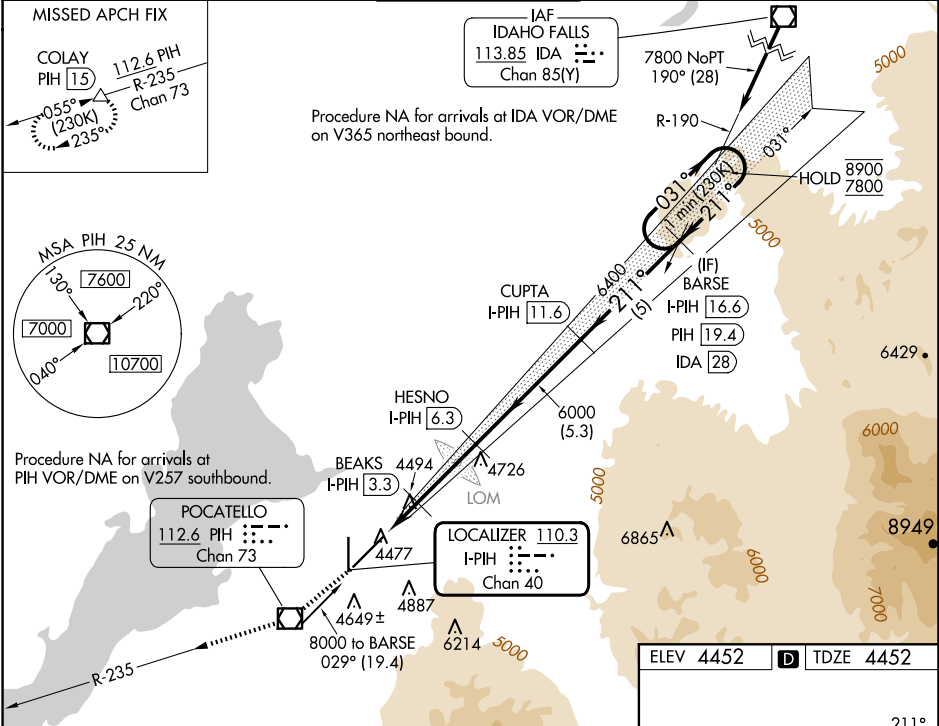 MISSED APCH FIX
COLAY
PIH 15
112.6 PIH
R-235
Chan 73
055°
(230K)
235°
IAF
IDAHO FALLS
113.85 IDA
Chan 85(Y)
7800 NoPT
190° (28)
R-190
5000
Procedure NA for arrivals at IDA VOR/DME
on V365 northeast bound.
031°
HOLD 8900
7800
031°
1 min (230K)
211°
5000
MSA PIH 25 NM
130°
7600
220°
7000
040°
10700
6400
211°
(5)
(IF)
BARSE
I-PIH 16.6
PIH 19.4
IDA 28
CUPTA
I-PIH 11.6
6429
HESNO
I-PIH 6.3
6000
(5.3)
6000
Procedure NA for arrivals at
PIH VOR/DME on V257 southbound.
BEAKS
I-PIH 3.3
4494
4726
LOM
5000
POCATELLO
112.6 PIH
Chan 73
4477
LOCALIZER 110.3
I-PIH
Chan 40
6865
8949
6000
7000
4649±
4887
6214
5000
8000 to BARSE
029° (19.4)
R-235
ELEV 4452
D
TDZE 4452
211°